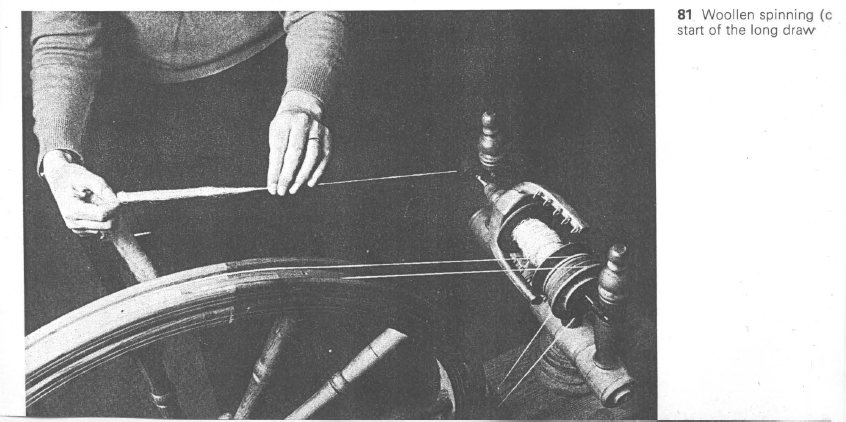 81 Woollen spinning (c
start of the long draw